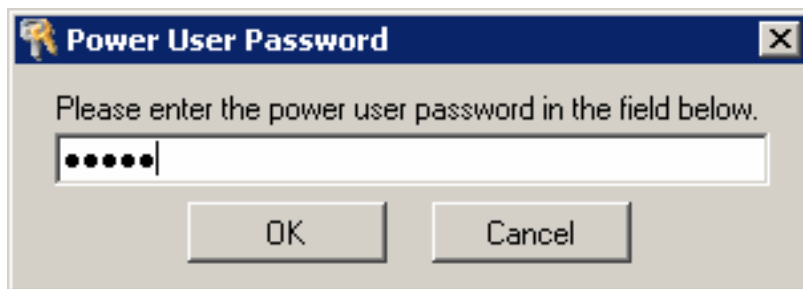 Power User Password
Please enter the power user password in the field below.
●●●●●
OK Cancel